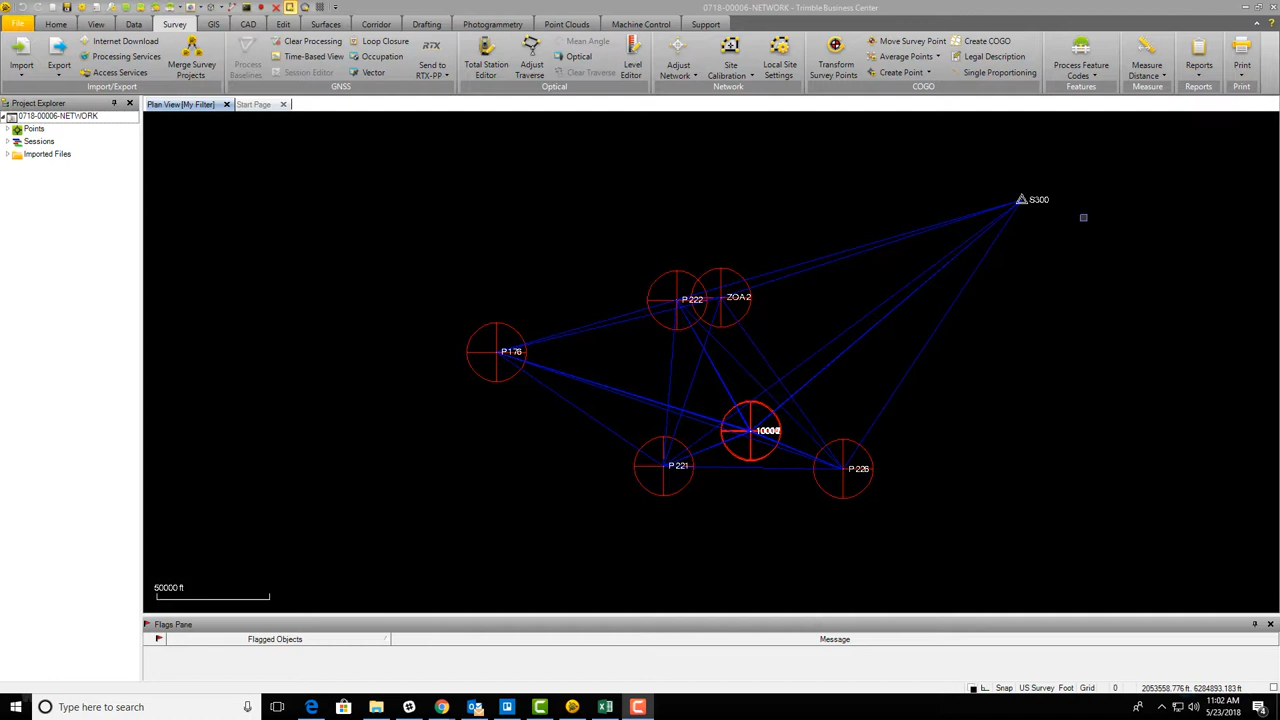 0718-00006-NETWORK - Trimble Business Center
File Home View Data Survey GIS CAD Edit Surfaces Corridor Drafting Photogrammetry Point Clouds Machine Control Support
Import
Export
Internet Download
Processing Services
Access Services
Merge Survey
Projects
Import/Export
Process
Baselines
Clear Processing
Time-Based View
Session Editor
Loop Closure
Occupation
Vector
RTX
Send to
RTX-PP
GNSS
Total Station
Editor
Adjust
Traverse
Mean Angle
Optical
Clear Traverse
Level
Editor
Optical
Adjust
Network
Site
Calibration
Local Site
Settings
Network
Transform
Survey Points
Move Survey Point
Average Points
Create Point
Create COGO
Legal Description
Single Proportioning
COGO
Process Feature
Codes
Features
Measure
Distance
Measure
Reports
Reports
Print
Print
Project Explorer
0718-00006-NETWORK
Points
Sessions
Imported Files
Plan View [My Filter] Start Page
S300
P222
ZOA2
P176
P221
P226
50000 ft
Flags Pane
Flagged Objects Message
Snap US Survey Foot Grid 0 2053558.776 ft, 6284893.183 ft
Type here to search
11:02 AM
5/23/2018
4